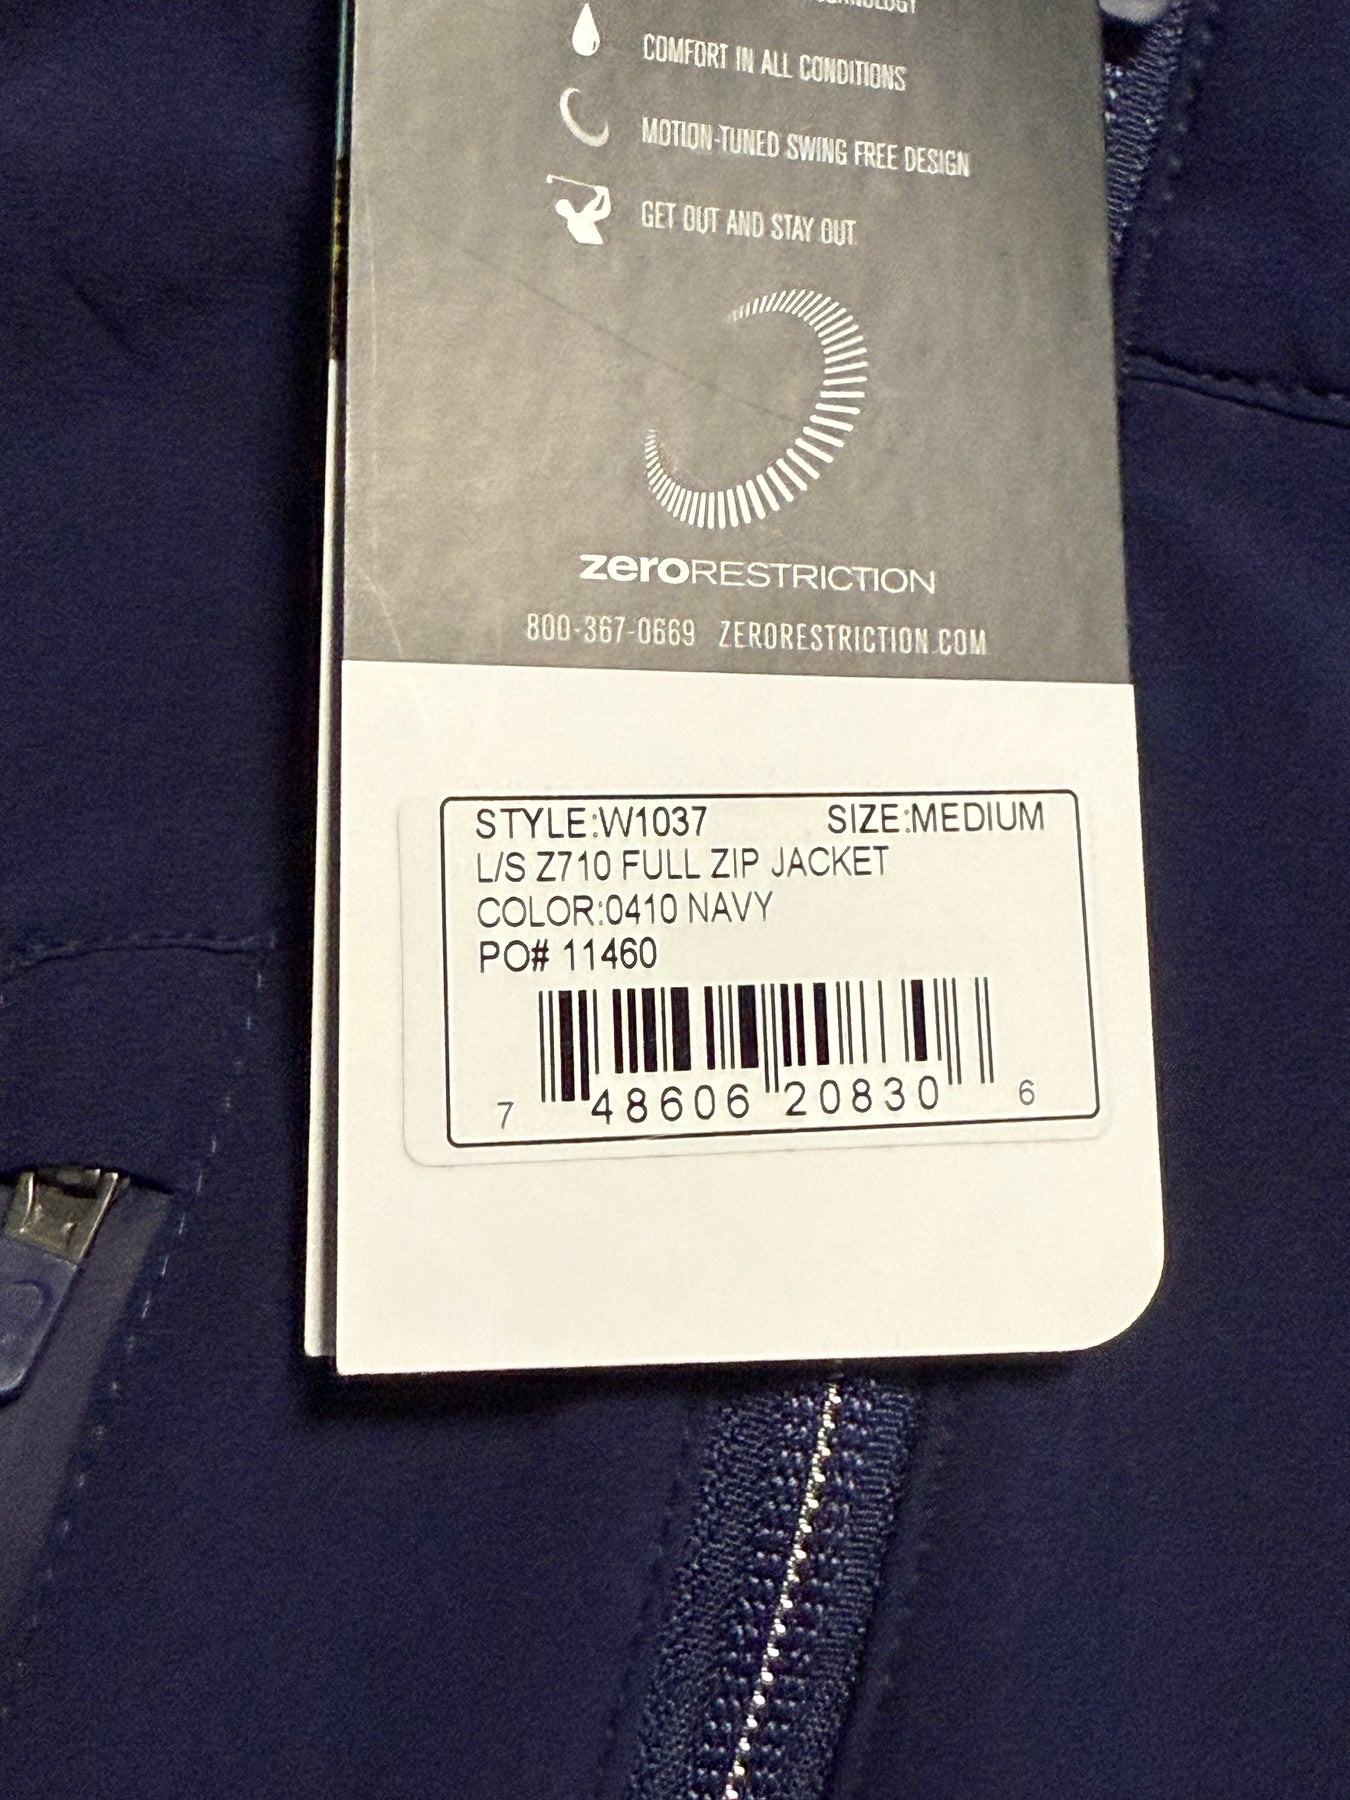 COMFORT IN ALL CONDITIONS
MOTION-TUNED SWING FREE DESIGN
GET OUT AND STAY OUT
zeroRESTRICTION
800-367-0669 ZERORESTRICTION.COM
STYLE:W1037 SIZE:MEDIUM
L/S Z710 FULL ZIP JACKET
COLOR:0410 NAVY
PO# 11460
7 48606 20830 6